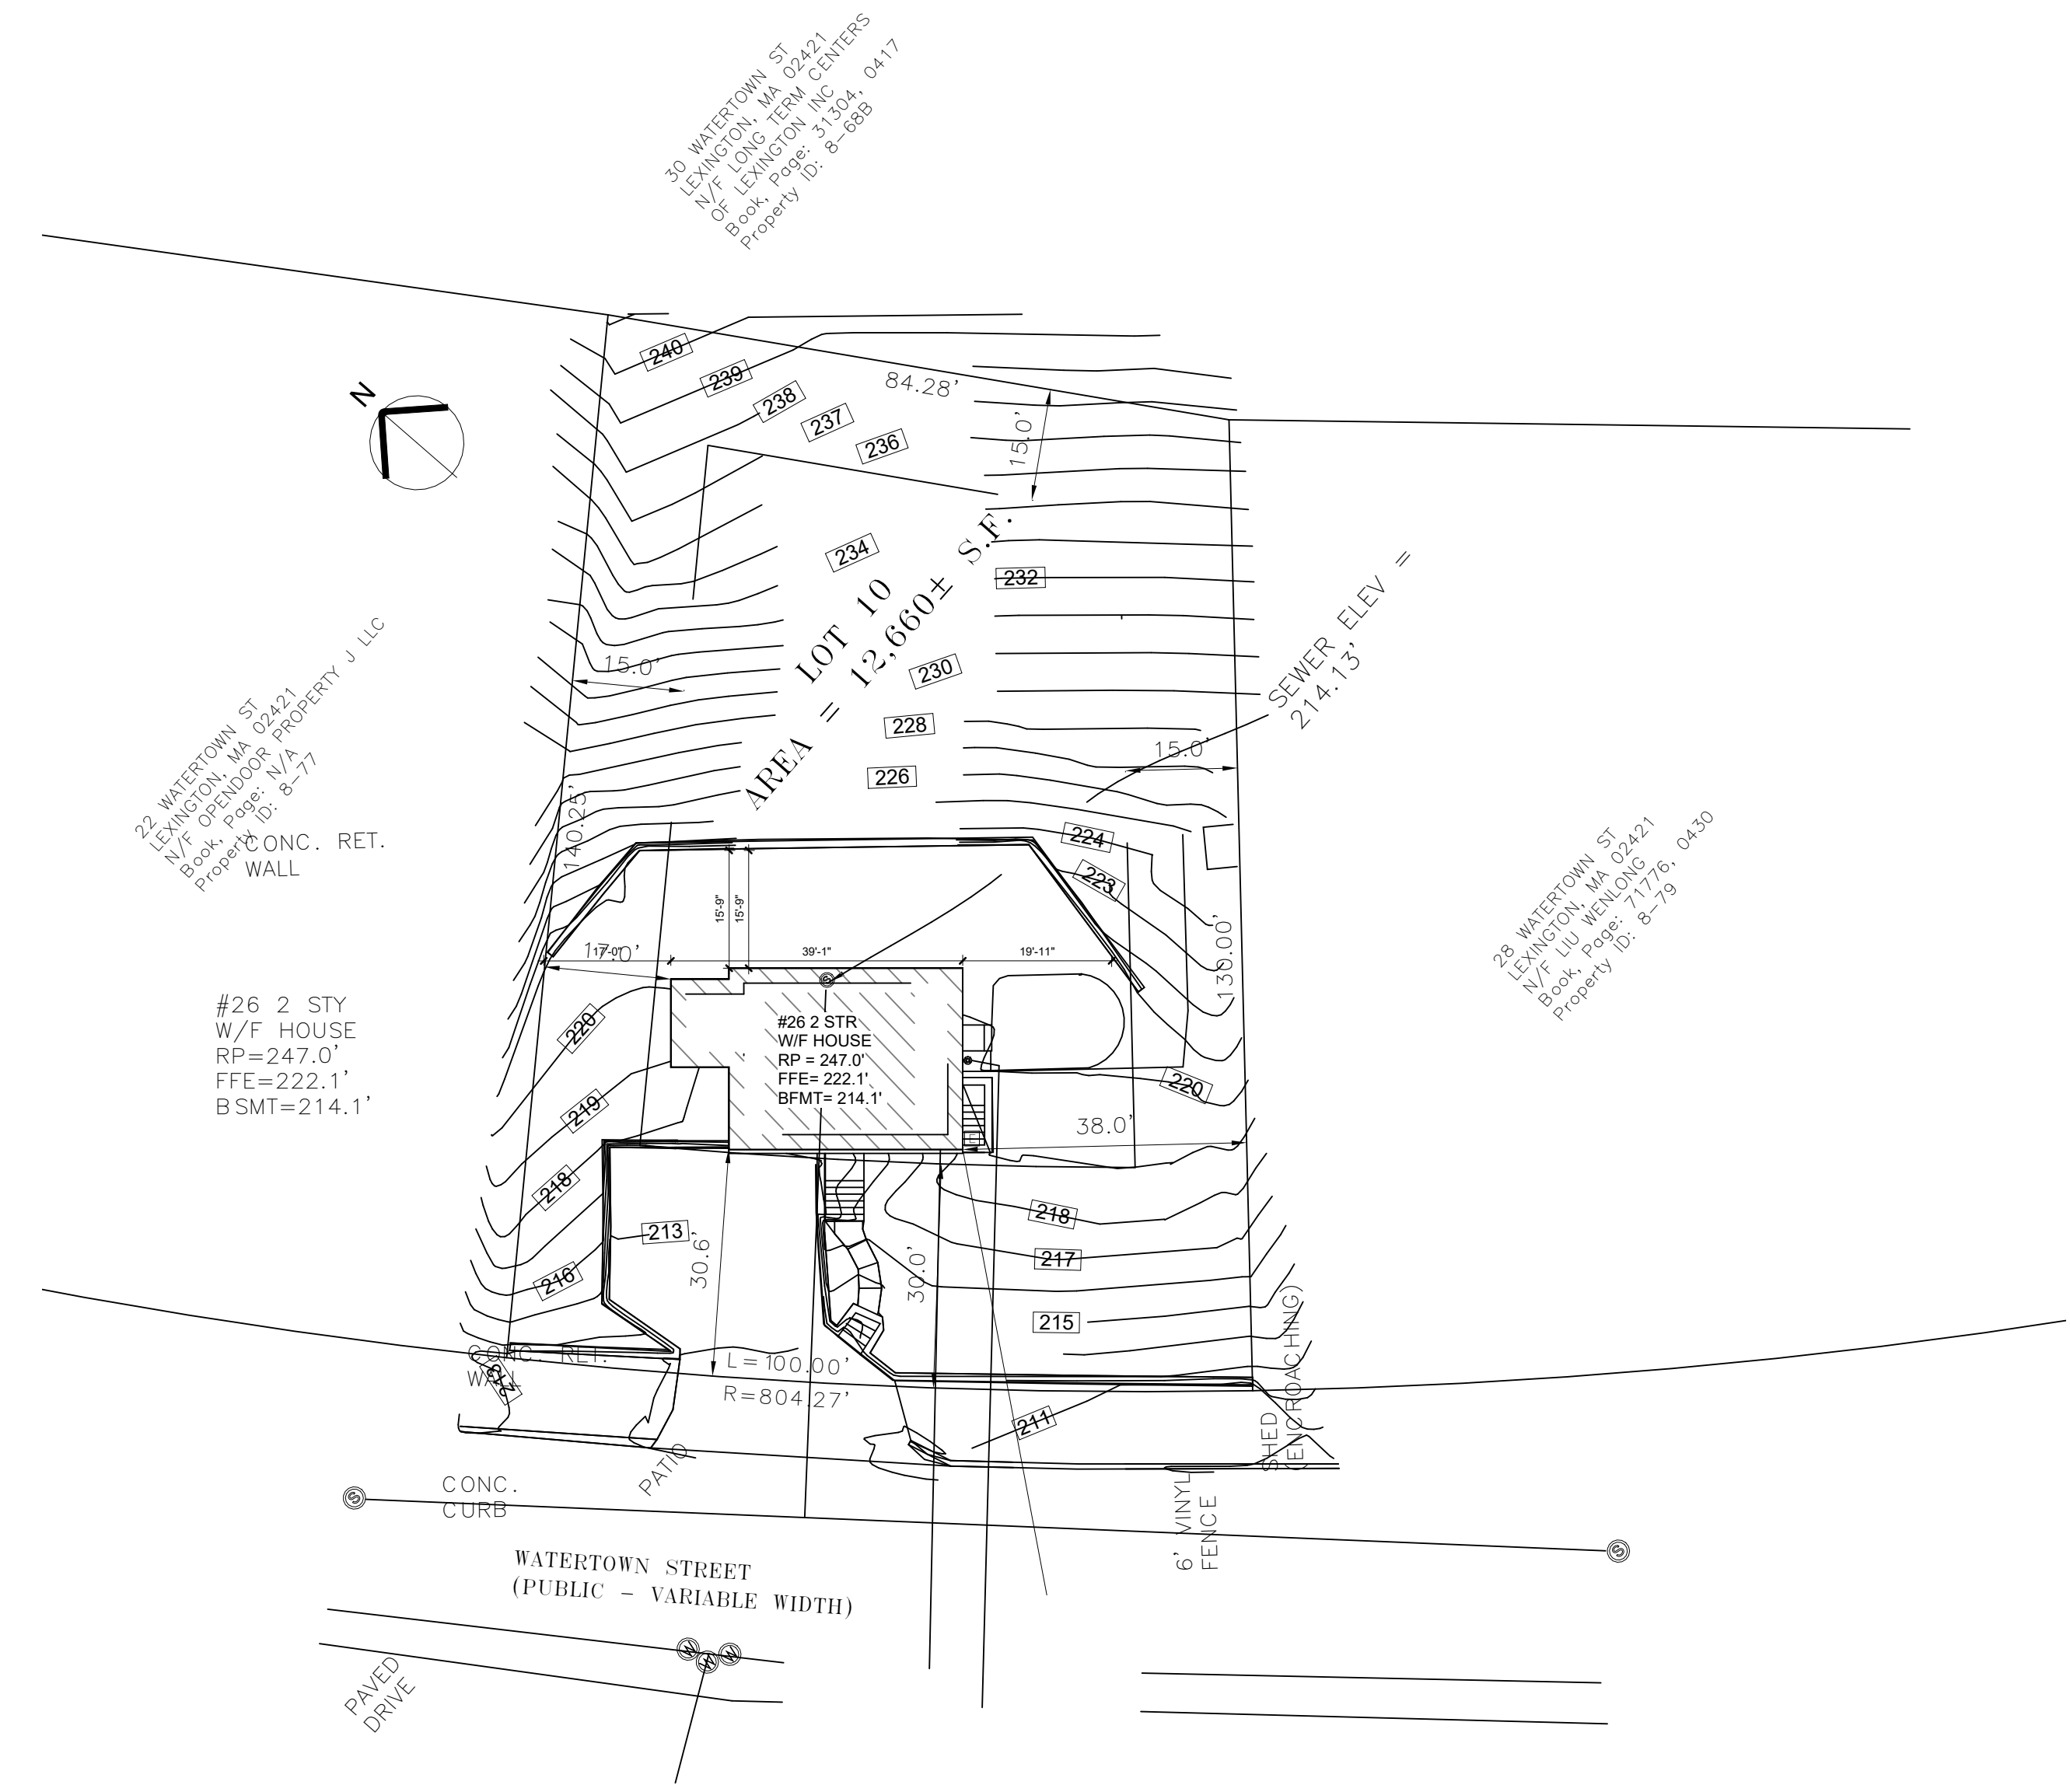 30 WATERTOWN ST
LEXINGTON, MA 02421
N/F LONG TERM CENTERS
OF LEXINGTON INC
Book, Page: 31304, 0417
Property ID: 8-68B
N
240
239
238
237
236
84.28'
15.0'
234
232
LOT 10
AREA = 12,660± S.F.
SEWER ELEV =
214.13'
15.0'
230
228
226
15.0'
22 WATERTOWN ST
LEXINGTON, MA 02421
N/F OPENDOOR PROPERTY J LLC
Book, Page: N/A
Property ID: 8-77
CONC. RET.
WALL
140.25'
224
223
28 WATERTOWN ST
LEXINGTON, MA 02421
N/F LIU WENLONG
Book, Page: 71776, 0430
Property ID: 8-79
15'-9"
15'-9"
17.0'
17'-0"
39'-1"
19'-11"
130.00'
#26 2 STY
W/F HOUSE
RP=247.0'
FFE=222.1'
BSMT=214.1'
S
#26 2 STR
W/F HOUSE
RP = 247.0'
FFE= 222.1'
BFMT= 214.1'
220
220
219
E
38.0'
218
218
213
217
216
30.6'
30.0'
215
CONC. RET.
WALL
213
L=100.00'
R=804.27'
211
SHED
(ENCROACHING)
PATIO
CONC.
CURB
S
6' VINYL
FENCE
S
WATERTOWN STREET
(PUBLIC - VARIABLE WIDTH)
W
W
W
PAVED
DRIVE